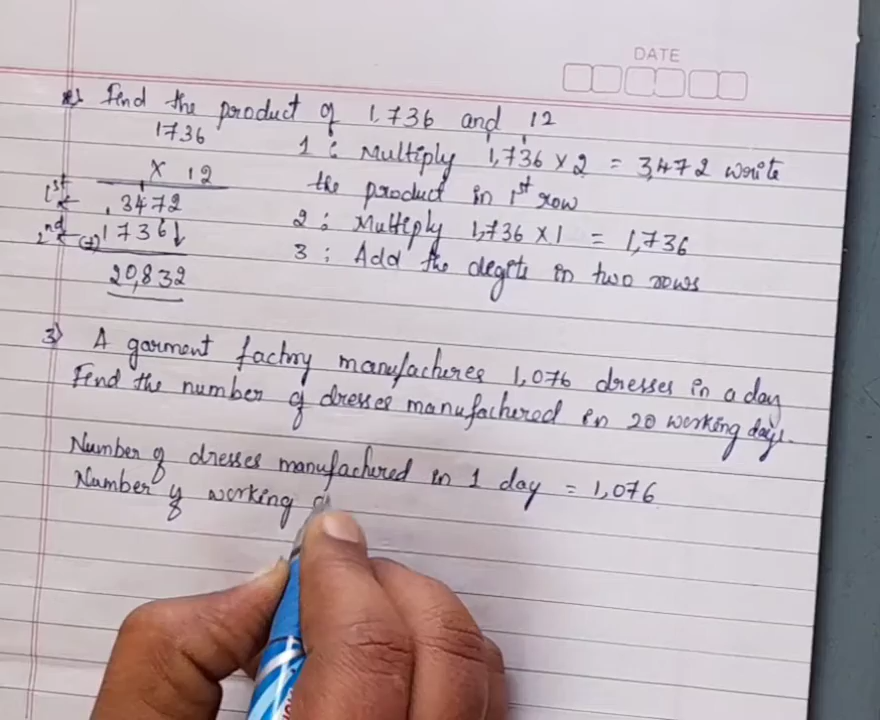 DATE
Find the product of 1,736 and 12
1736
x 12
1st 3472
2nd (+) 1736
20,832
1 : Multiply 1,736 x 2 = 3,472 write
the product in 1st row
2 : Multiply 1,736 x 1 = 1,736
3 : Add the degits in two rows
3) A garment factory manufactures 1,076 dresses in a day
Find the number of dresses manufactured in 20 working days.
Number of dresses manufactured in 1 day = 1,076
Number of working